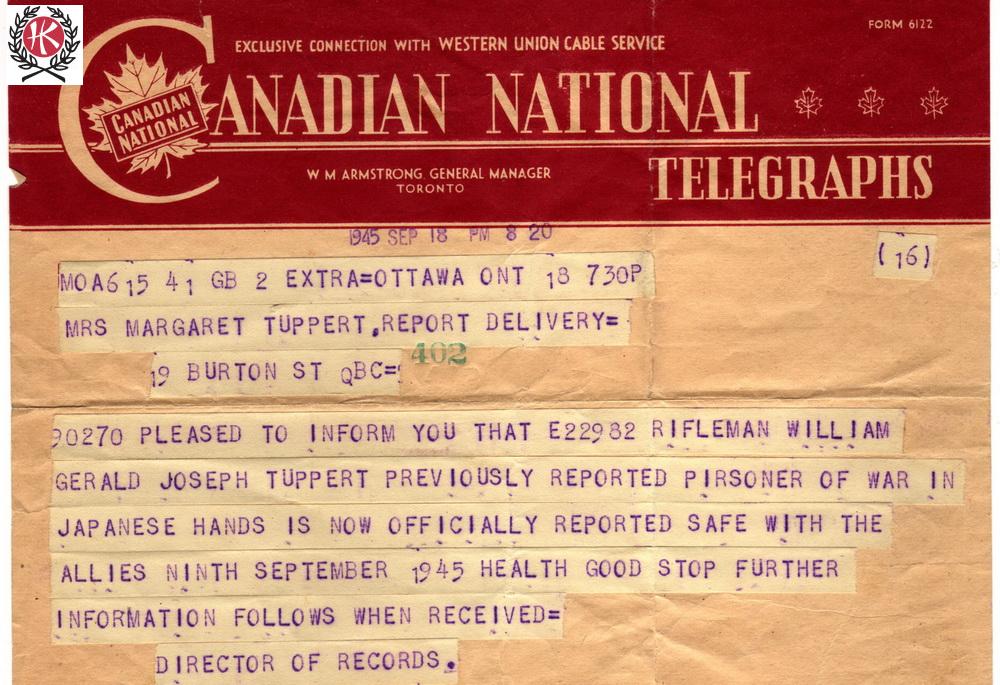 HK
FORM 6122
EXCLUSIVE CONNECTION WITH WESTERN UNION CABLE SERVICE
CANADIAN NATIONAL
CANADIAN
NATIONAL
W M ARMSTRONG, GENERAL MANAGER
TORONTO
TELEGRAPHS
1945 SEP 18 PM 8 20
(16)
MOA615 41 GB 2 EXTRA=OTTAWA ONT 18 730P
MRS MARGARET TUPPERT, REPORT DELIVERY=
402
19 BURTON ST QBC=
90270 PLEASED TO INFORM YOU THAT E22982 RIFLEMAN WILLIAM
GERALD JOSEPH TUPPERT PREVIOUSLY REPORTED PIRSONER OF WAR IN
JAPANESE HANDS IS NOW OFFICIALLY REPORTED SAFE WITH THE
ALLIES NINTH SEPTEMBER 1945 HEALTH GOOD STOP FURTHER
INFORMATION FOLLOWS WHEN RECEIVED=
DIRECTOR OF RECORDS.